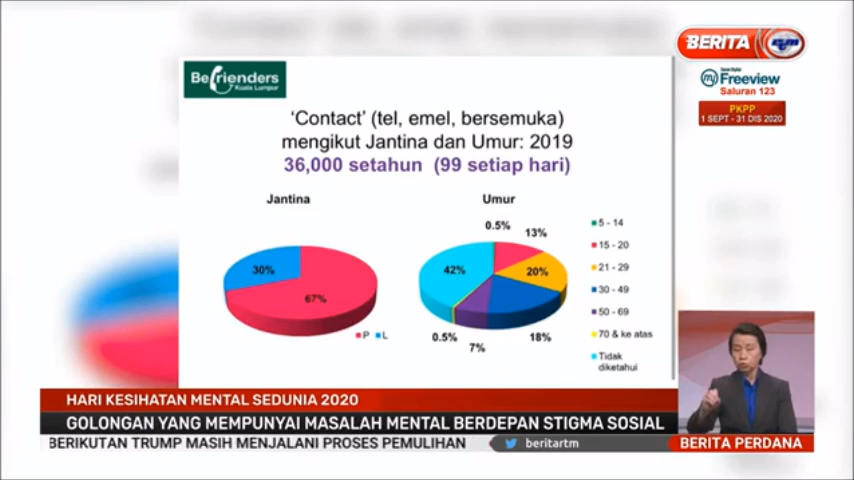 BERITA
Freeview
Saluran 123
PKPP
1 SEPT - 31 DIS 2020
Befrienders
Kuala Lumpur
'Contact' (tel, emel, bersemuka)
mengikut Jantina dan Umur: 2019
36,000 setahun (99 setiap hari)
Jantina
30%
67%
P L
Umur
0.5%
13%
42%
20%
0.5%
7%
18%
5 - 14
15 - 20
21 - 29
30 - 49
50 - 69
70 & ke atas
Tidak
diketahui
HARI KESIHATAN MENTAL SEDUNIA 2020
GOLONGAN YANG MEMPUNYAI MASALAH MENTAL BERDEPAN STIGMA SOSIAL
BERIKUTAN TRUMP MASIH MENJALANI PROSES PEMULIHAN
beritartm
BERITA PERDANA